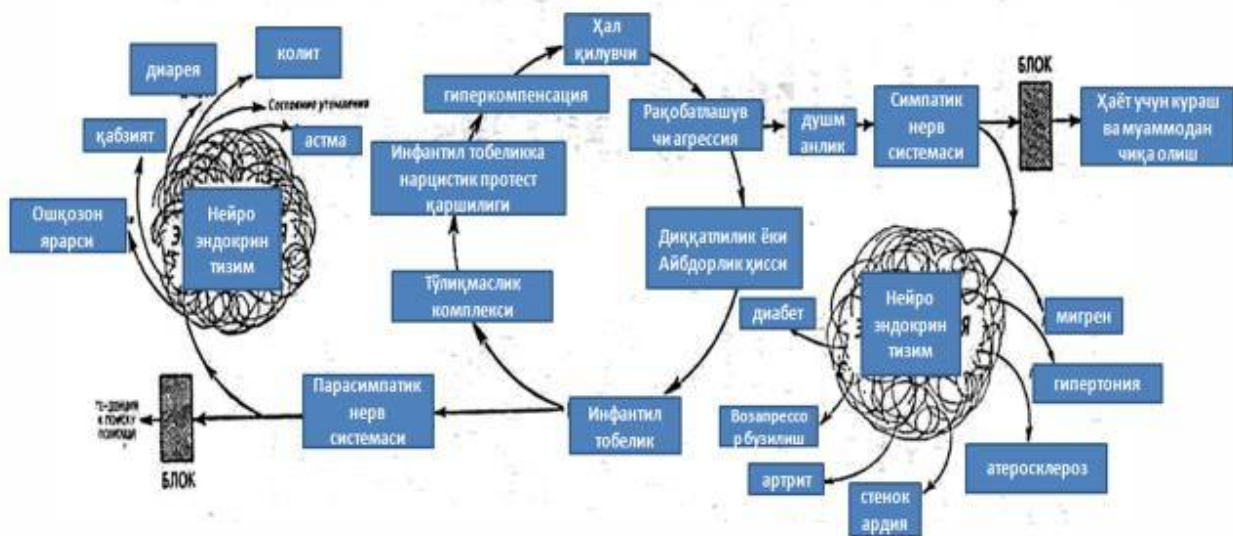 колит
диарея
Состояние утомления
қабзият
астма
Ошқозон
ярарси
Нейро
эндокрин
тизим
Ҳал
қилувчи
гиперкомпенсация
Инфантил тобеликка
нарцистик протест
қаршилиги
Тўлиқмаслик
комплекси
Рақобатлашув
чи агрессия
душм
анлик
Симпатик
нерв
системаси
БЛОК
Ҳаёт учун кураш
ва муаммодан
чиқа олиш
Диққатлилик ёки
Айбдорлик ҳисси
Инфантил
тобелик
Парасимпатик
нерв
системаси
БЛОК
К ПОИСКУ
ПОМОЩИ
Нейро
эндокрин
тизим
диабет
мигрен
гипертония
Возапрессо
р бузилиш
артрит
стенок
ардия
атеросклероз